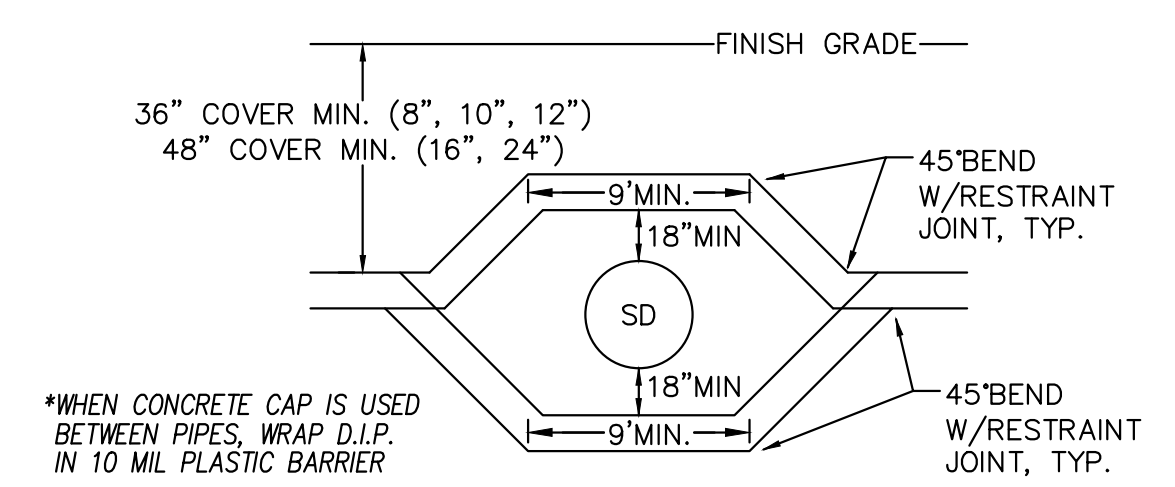 FINISH GRADE
36” COVER MIN. (8”, 10”, 12”)
48” COVER MIN. (16”, 24”)
45°BEND
W/RESTRAINT
JOINT, TYP.
9'MIN.
18”MIN
SD
18”MIN
9'MIN.
45°BEND
W/RESTRAINT
JOINT, TYP.
*WHEN CONCRETE CAP IS USED
BETWEEN PIPES, WRAP D.I.P.
IN 10 MIL PLASTIC BARRIER